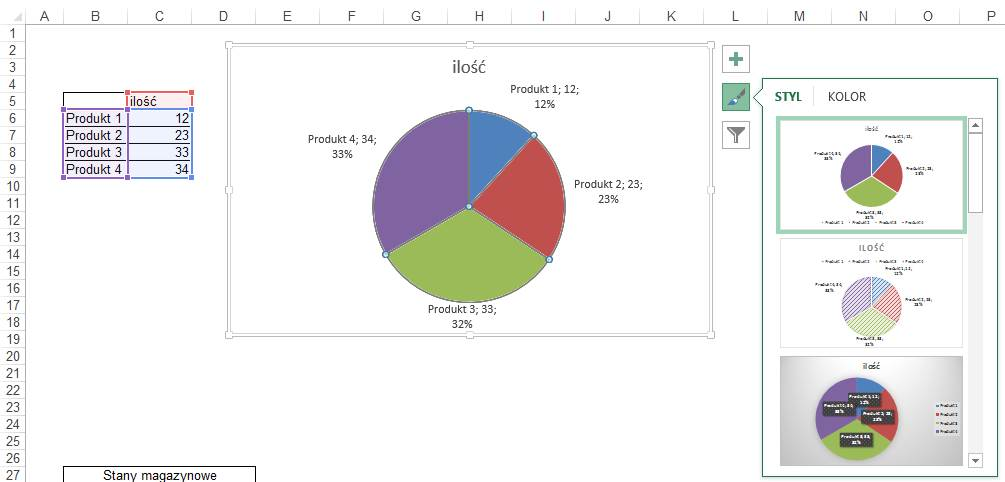 A B C D E F G H I J K L M N O P
1
2
3
4
5
6
7
8
9
10
11
12
13
14
15
16
17
18
19
20
21
22
23
24
25
26
27
ilość
Produkt 1 12
Produkt 2 23
Produkt 3 33
Produkt 4 34
Stany magazynowe
ilość
Produkt 1; 12;
12%
Produkt 4; 34;
33%
Produkt 2; 23;
23%
Produkt 3; 33;
32%
STYL KOLOR
ilość
ILOŚĆ
ilość